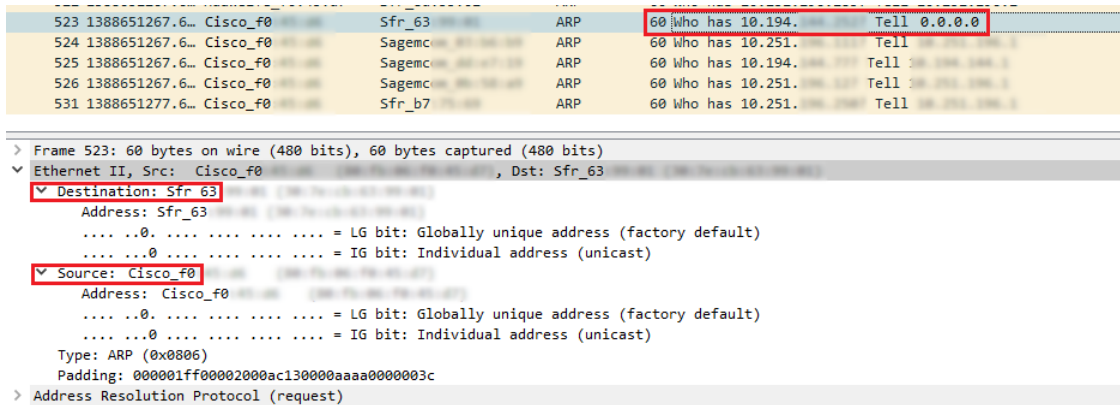 523 1388651267.6… Cisco_f0 Sfr_63 ARP 60 Who has 10.194. Tell 0.0.0.0
524 1388651267.6… Cisco_f0 Sagemc ARP 60 Who has 10.251. Tell
525 1388651267.6… Cisco_f0 Sagemc ARP 60 Who has 10.194. Tell
526 1388651267.6… Cisco_f0 Sagemc ARP 60 Who has 10.251. Tell
531 1388651277.6… Cisco_f0 Sfr_b7 ARP 60 Who has 10.251. Tell
> Frame 523: 60 bytes on wire (480 bits), 60 bytes captured (480 bits)
Ethernet II, Src: Cisco_f0 , Dst: Sfr_63
Destination: Sfr_63
Address: Sfr_63
.... ..0. .... .... .... .... = LG bit: Globally unique address (factory default)
.... ...0 .... .... .... .... = IG bit: Individual address (unicast)
Source: Cisco_f0
Address: Cisco_f0
.... ..0. .... .... .... .... = LG bit: Globally unique address (factory default)
.... ...0 .... .... .... .... = IG bit: Individual address (unicast)
Type: ARP (0x0806)
Padding: 000001ff00002000ac130000aaaa0000003c
> Address Resolution Protocol (request)